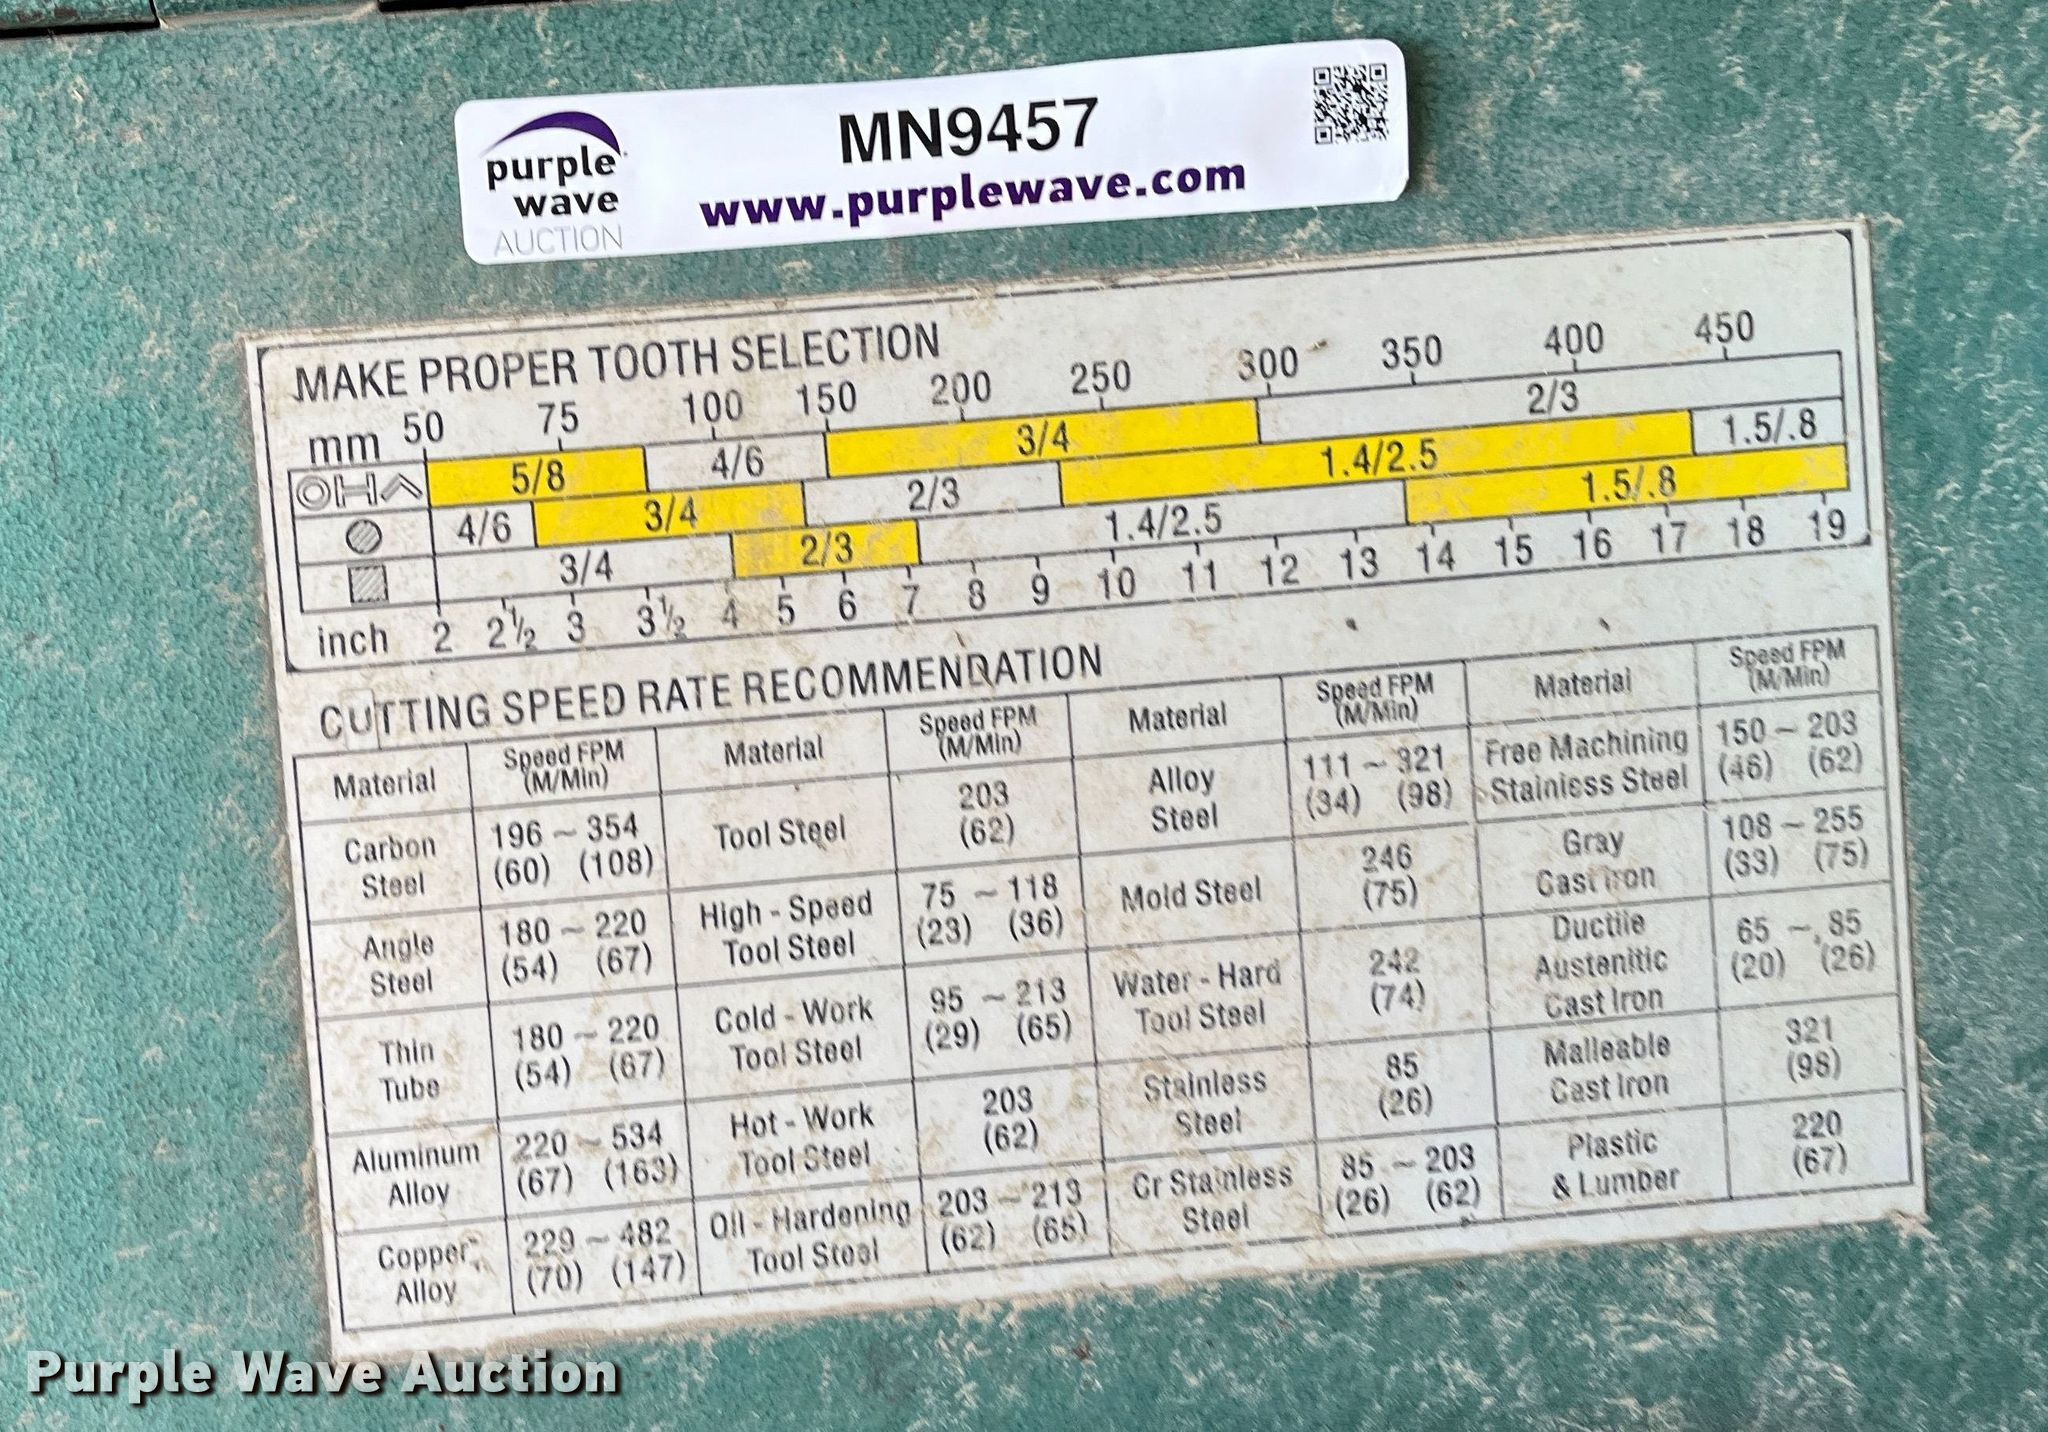 purple
wave
AUCTION
MN9457
www.purplewave.com
MAKE PROPER TOOTH SELECTION
mm 50 75 100 150 200 250 300 350 400 450
5/8 4/6 3/4 2/3
4/6 3/4 2/3 1.4/2.5 1.5/.8
3/4 2/3 1.4/2.5 1.5/.8
inch 2 2 1/2 3 3 1/2 4 5 6 7 8 9 10 11 12 13 14 15 16 17 18 19
CUTTING SPEED RATE RECOMMENDATION
Material
Speed FPM
(M/Min)
Carbon
Steel
196 ~ 354
(60) (108)
Angle
Steel
180 ~ 220
(54) (67)
Thin
Tube
180 ~ 220
(54) (67)
Aluminum
Alloy
220 ~ 534
(67) (163)
Copper
Alloy
229 ~ 482
(70) (147)
Material
Speed FPM
(M/Min)
Tool Steel
203
(62)
High - Speed
Tool Steel
75 ~ 118
(23) (36)
Cold - Work
Tool Steel
95 ~ 213
(29) (65)
Hot - Work
Tool Steel
203
(62)
Oil - Hardening
Tool Steel
203 ~ 213
(62) (65)
Material
Speed FPM
(M/Min)
Alloy
Steel
111 ~ 321
(34) (98)
Mold Steel
246
(75)
Water - Hard
Tool Steel
242
(74)
Stainless
Steel
85
(26)
Cr Stainless
Steel
85 ~ 203
(26) (62)
Material
Speed FPM
(M/Min)
Free Machining
Stainless Steel
150 ~ 203
(46) (62)
Gray
Cast Iron
108 ~ 255
(33) (75)
Ductile
Austenitic
Cast Iron
65 ~ 85
(20) (26)
Malleable
Cast Iron
321
(98)
Plastic
& Lumber
220
(67)
Purple Wave Auction